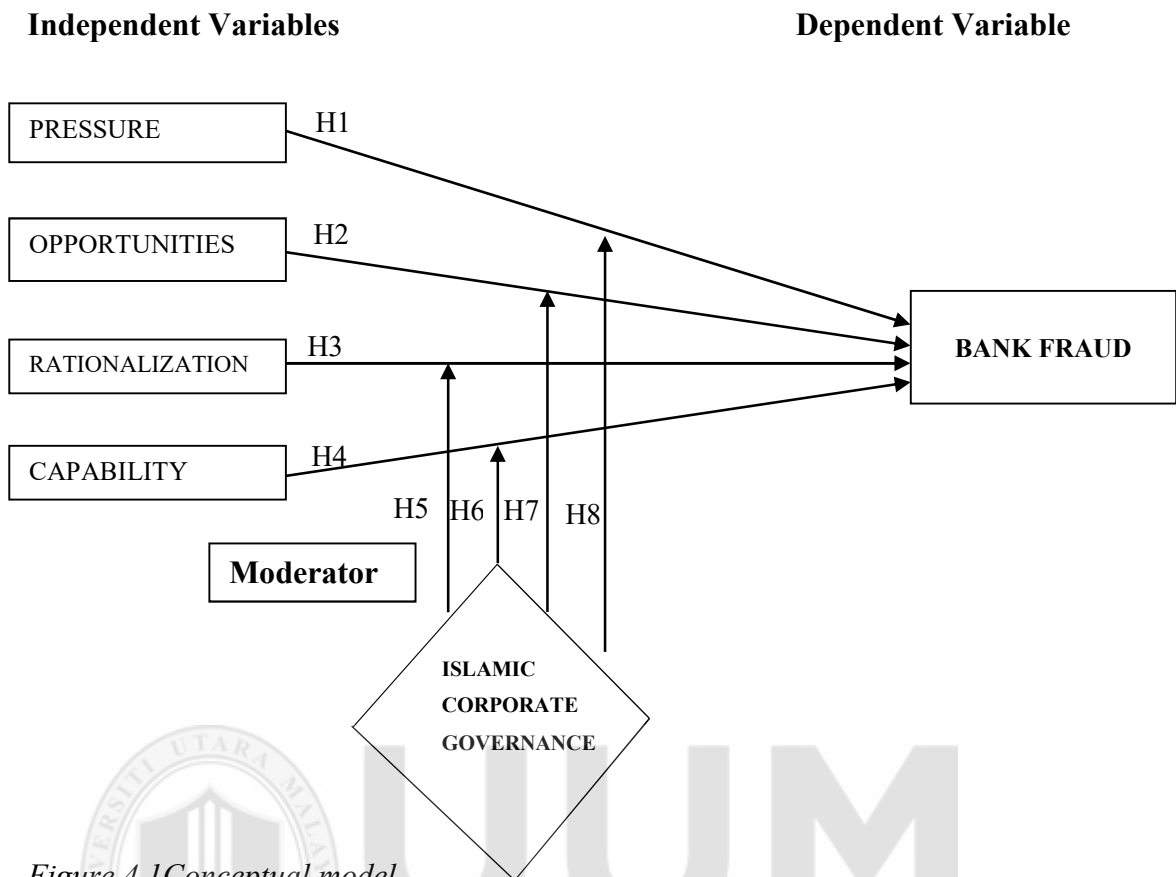 Independent Variables Dependent Variable
PRESSURE
H1
OPPORTUNITIES
H2
RATIONALIZATION
H3
BANK FRAUD
CAPABILITY
H4
H5 H6 H7 H8
Moderator
ISLAMIC
CORPORATE
GOVERNANCE
UUM
Figure 4.1Conceptual model